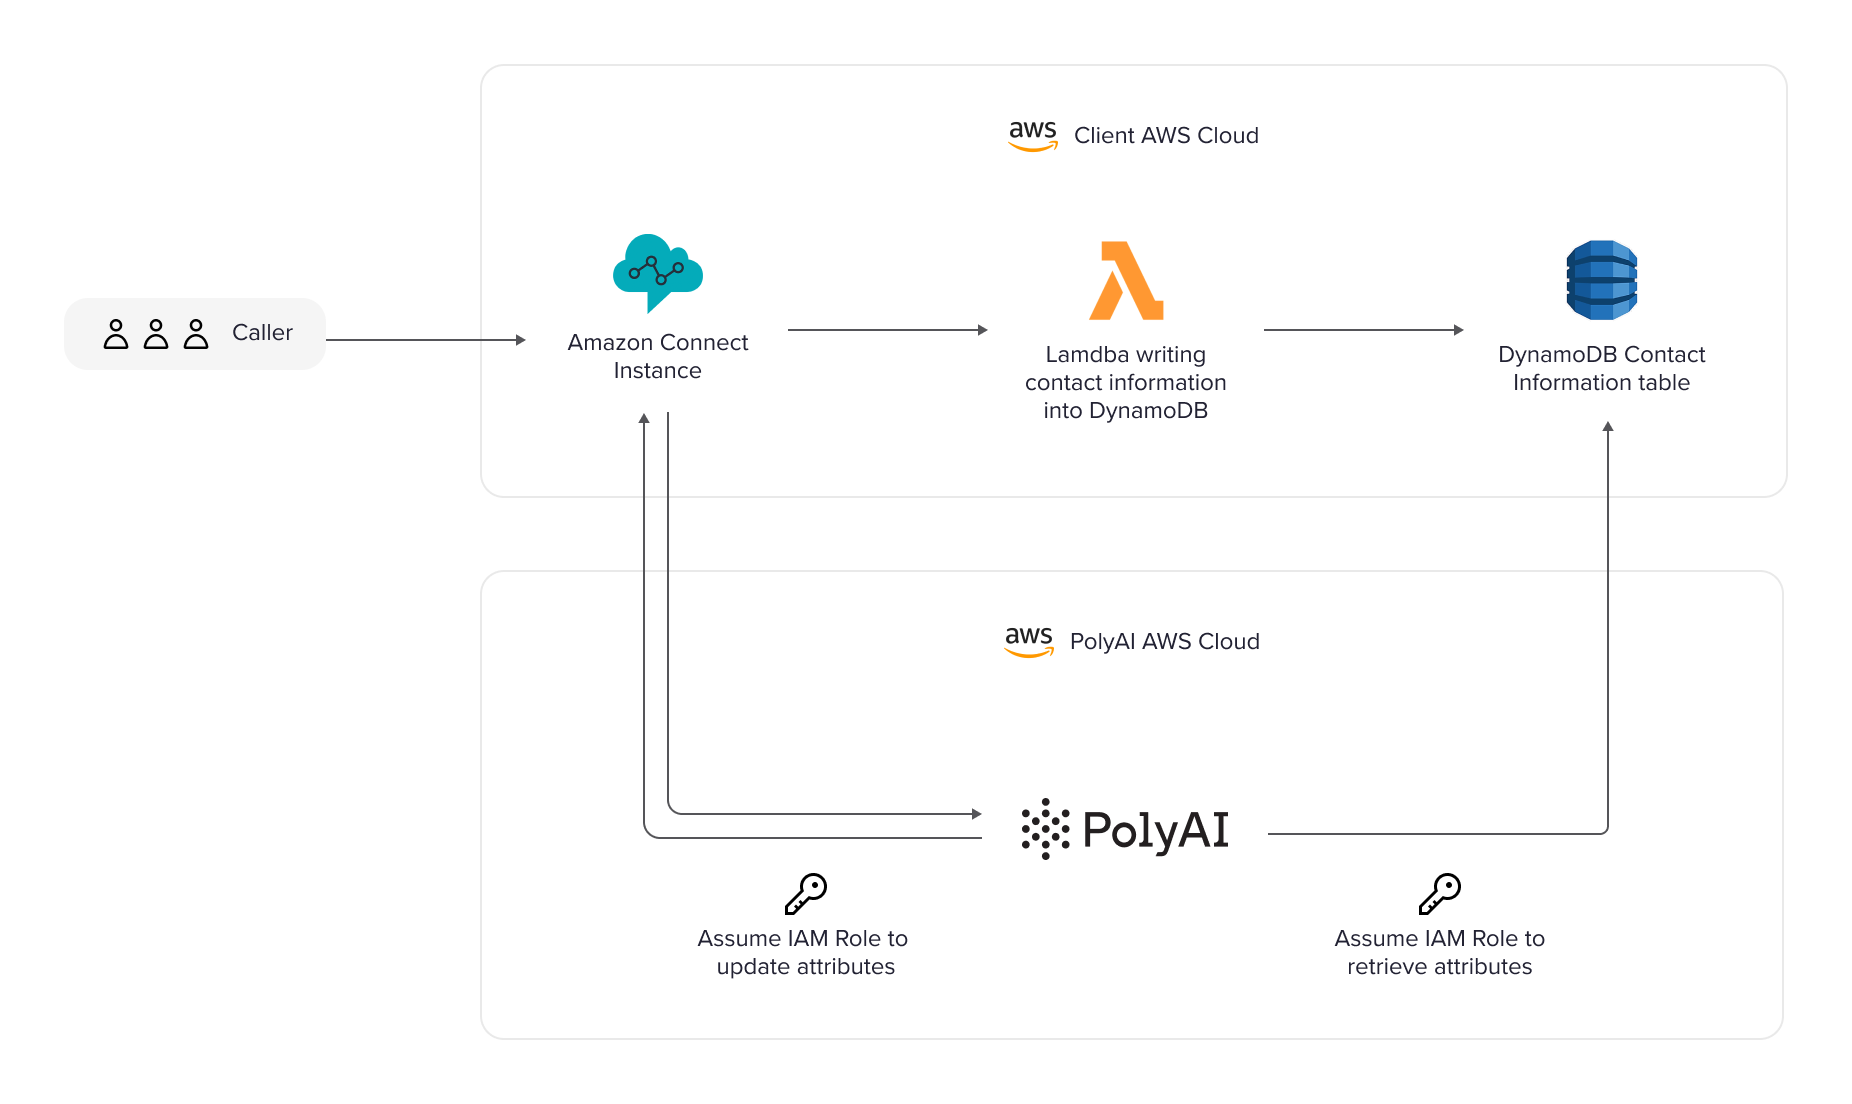 aws Client AWS Cloud
Caller
Amazon Connect
Instance
Lamdba writing
contact information
into DynamoDB
DynamoDB Contact
Information table
aws PolyAI AWS Cloud
PolyAI
Assume IAM Role to
update attributes
Assume IAM Role to
retrieve attributes